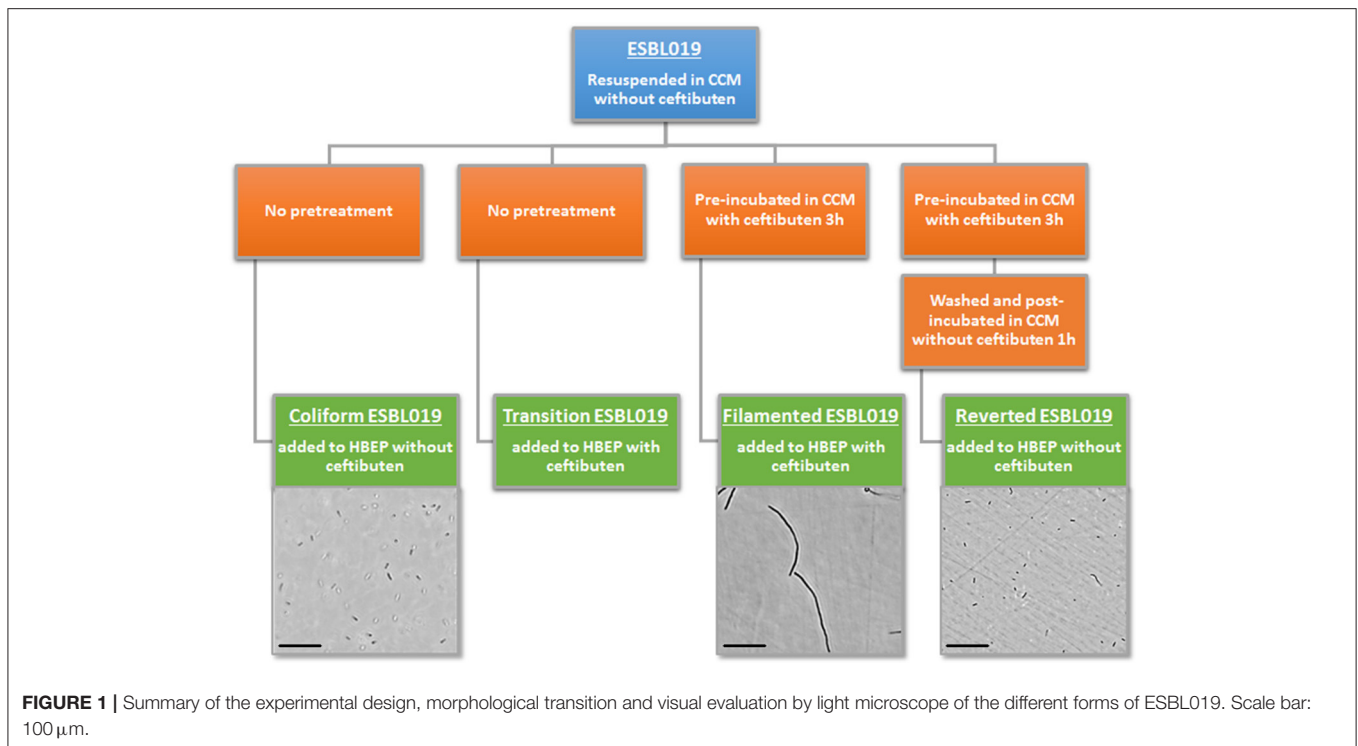 ESBL019
Resuspended in CCM
without ceftibuten
No pretreatment
No pretreatment
Pre-incubated in CCM
with ceftibuten 3h
Pre-incubated in CCM
with ceftibuten 3h
Washed and post-
incubated in CCM
without ceftibuten 1h
Coliform ESBL019
added to HBEP without
ceftibuten
Transition ESBL019
added to HBEP with
ceftibuten
Filamented ESBL019
added to HBEP with
ceftibuten
Reverted ESBL019
added to HBEP without
ceftibuten
FIGURE 1 | Summary of the experimental design, morphological transition and visual evaluation by light microscope of the different forms of ESBL019. Scale bar:
100 μm.